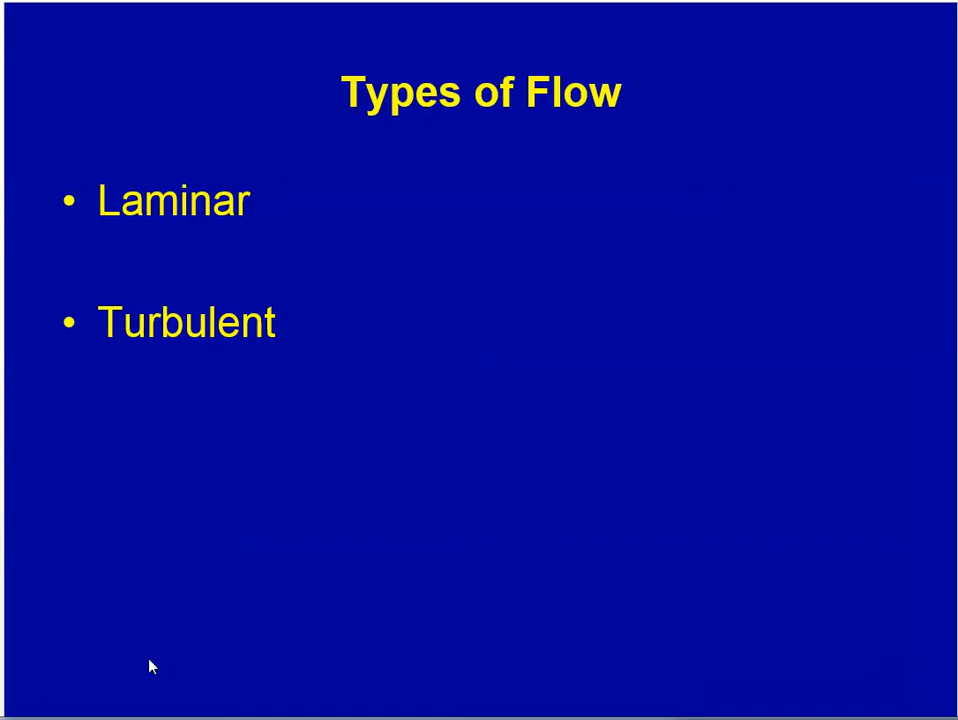 Types of Flow
• Laminar
• Turbulent